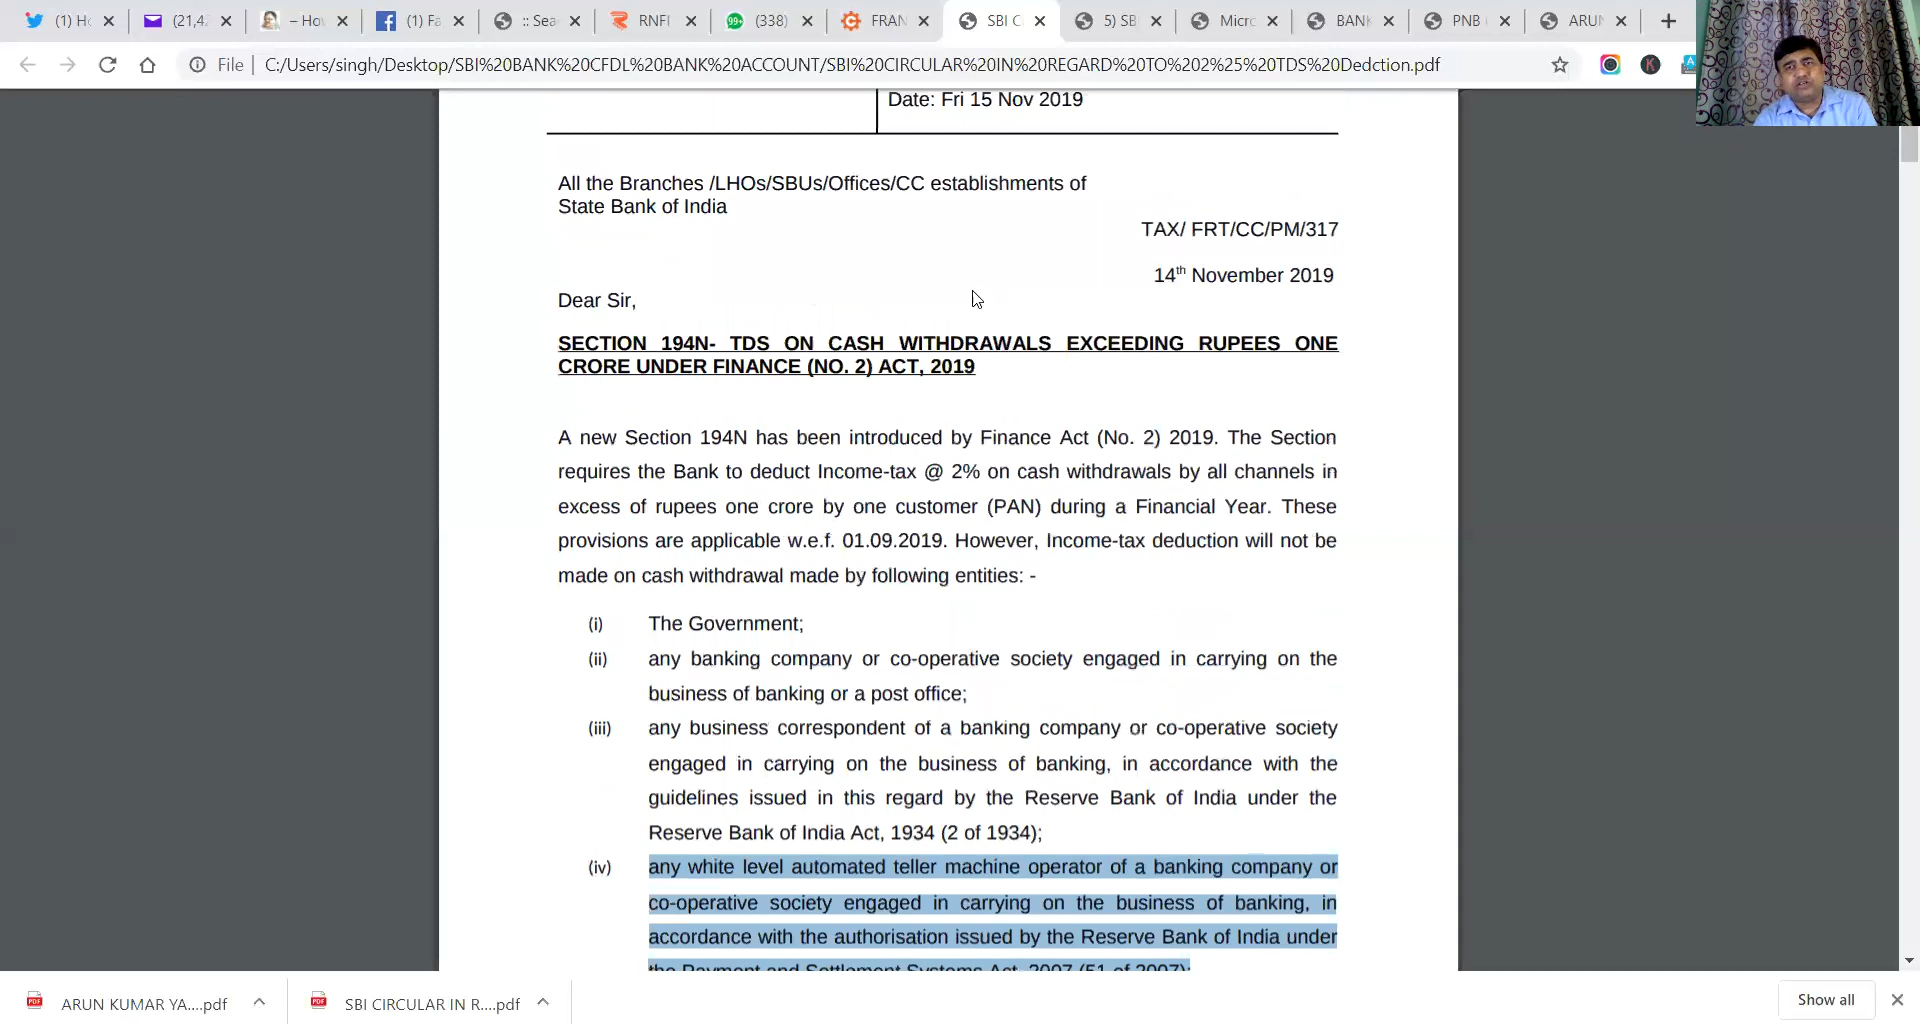 (1) Ho
(21,42
– How
(1) Fa
:: Sea
RNFI
99+
(338)
FRAN
SBI C
5) SB
Micro
BANK
PNB
ARUN
File
C:/Users/singh/Desktop/SBI%20BANK%20CFDL%20BANK%20ACCOUNT/SBI%20CIRCULAR%20IN%20REGARD%20TO%202%25%20TDS%20Dedction.pdf
Date: Fri 15 Nov 2019
All the Branches /LHOs/SBUs/Offices/CC establishments of
State Bank of India
TAX/ FRT/CC/PM/317
14th November 2019
Dear Sir,
SECTION 194N- TDS ON CASH WITHDRAWALS EXCEEDING RUPEES ONE
CRORE UNDER FINANCE (NO. 2) ACT, 2019
A new Section 194N has been introduced by Finance Act (No. 2) 2019. The Section
requires the Bank to deduct Income-tax @ 2% on cash withdrawals by all channels in
excess of rupees one crore by one customer (PAN) during a Financial Year. These
provisions are applicable w.e.f. 01.09.2019. However, Income-tax deduction will not be
made on cash withdrawal made by following entities: -
(i) The Government;
(ii) any banking company or co-operative society engaged in carrying on the
business of banking or a post office;
(iii) any business correspondent of a banking company or co-operative society
engaged in carrying on the business of banking, in accordance with the
guidelines issued in this regard by the Reserve Bank of India under the
Reserve Bank of India Act, 1934 (2 of 1934);
(iv) any white level automated teller machine operator of a banking company or
co-operative society engaged in carrying on the business of banking, in
accordance with the authorisation issued by the Reserve Bank of India under
the Payment and Settlement Systems Act, 2007 (51 of 2007);
ARUN KUMAR YA....pdf
SBI CIRCULAR IN R....pdf
Show all